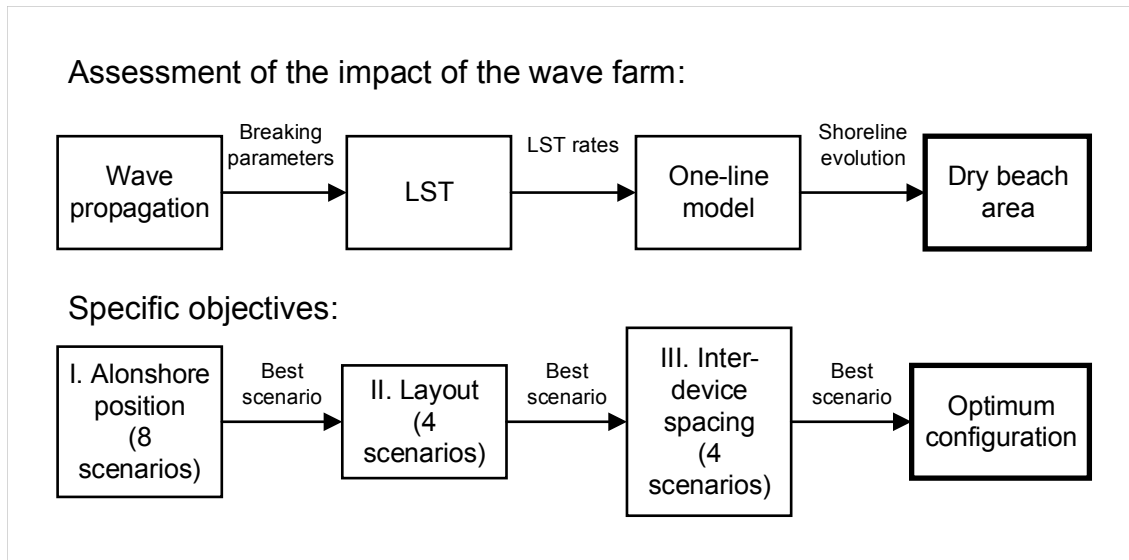 Assessment of the impact of the wave farm:
Wave
propagation
Breaking
parameters
LST
LST rates
One-line
model
Shoreline
evolution
Dry beach
area
Specific objectives:
I. Alonshore
position
(8
scenarios)
Best
scenario
II. Layout
(4
scenarios)
Best
scenario
III. Inter-
device
spacing
(4
scenarios)
Best
scenario
Optimum
configuration